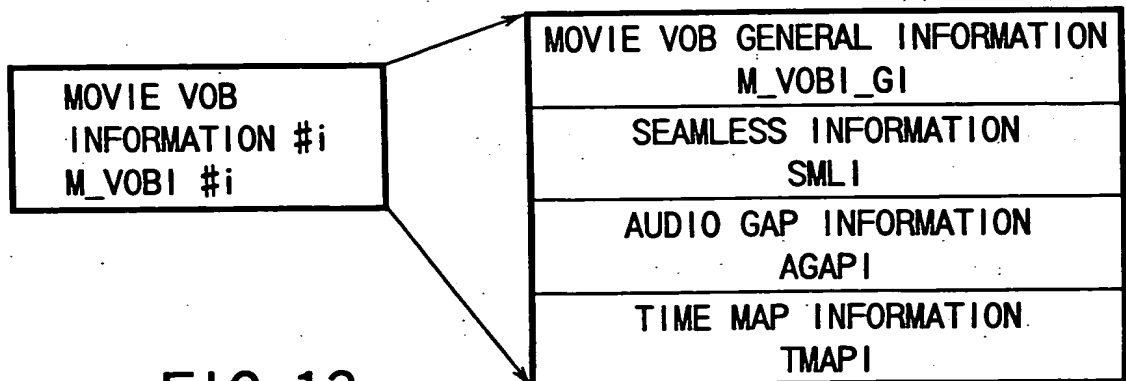 MOVIE VOB
INFORMATION #i
M_VOBI #i
MOVIE VOB GENERAL INFORMATION
M_VOBI_GI
SEAMLESS INFORMATION
SMLI
AUDIO GAP INFORMATION
AGAPI
TIME MAP INFORMATION
TMAPI